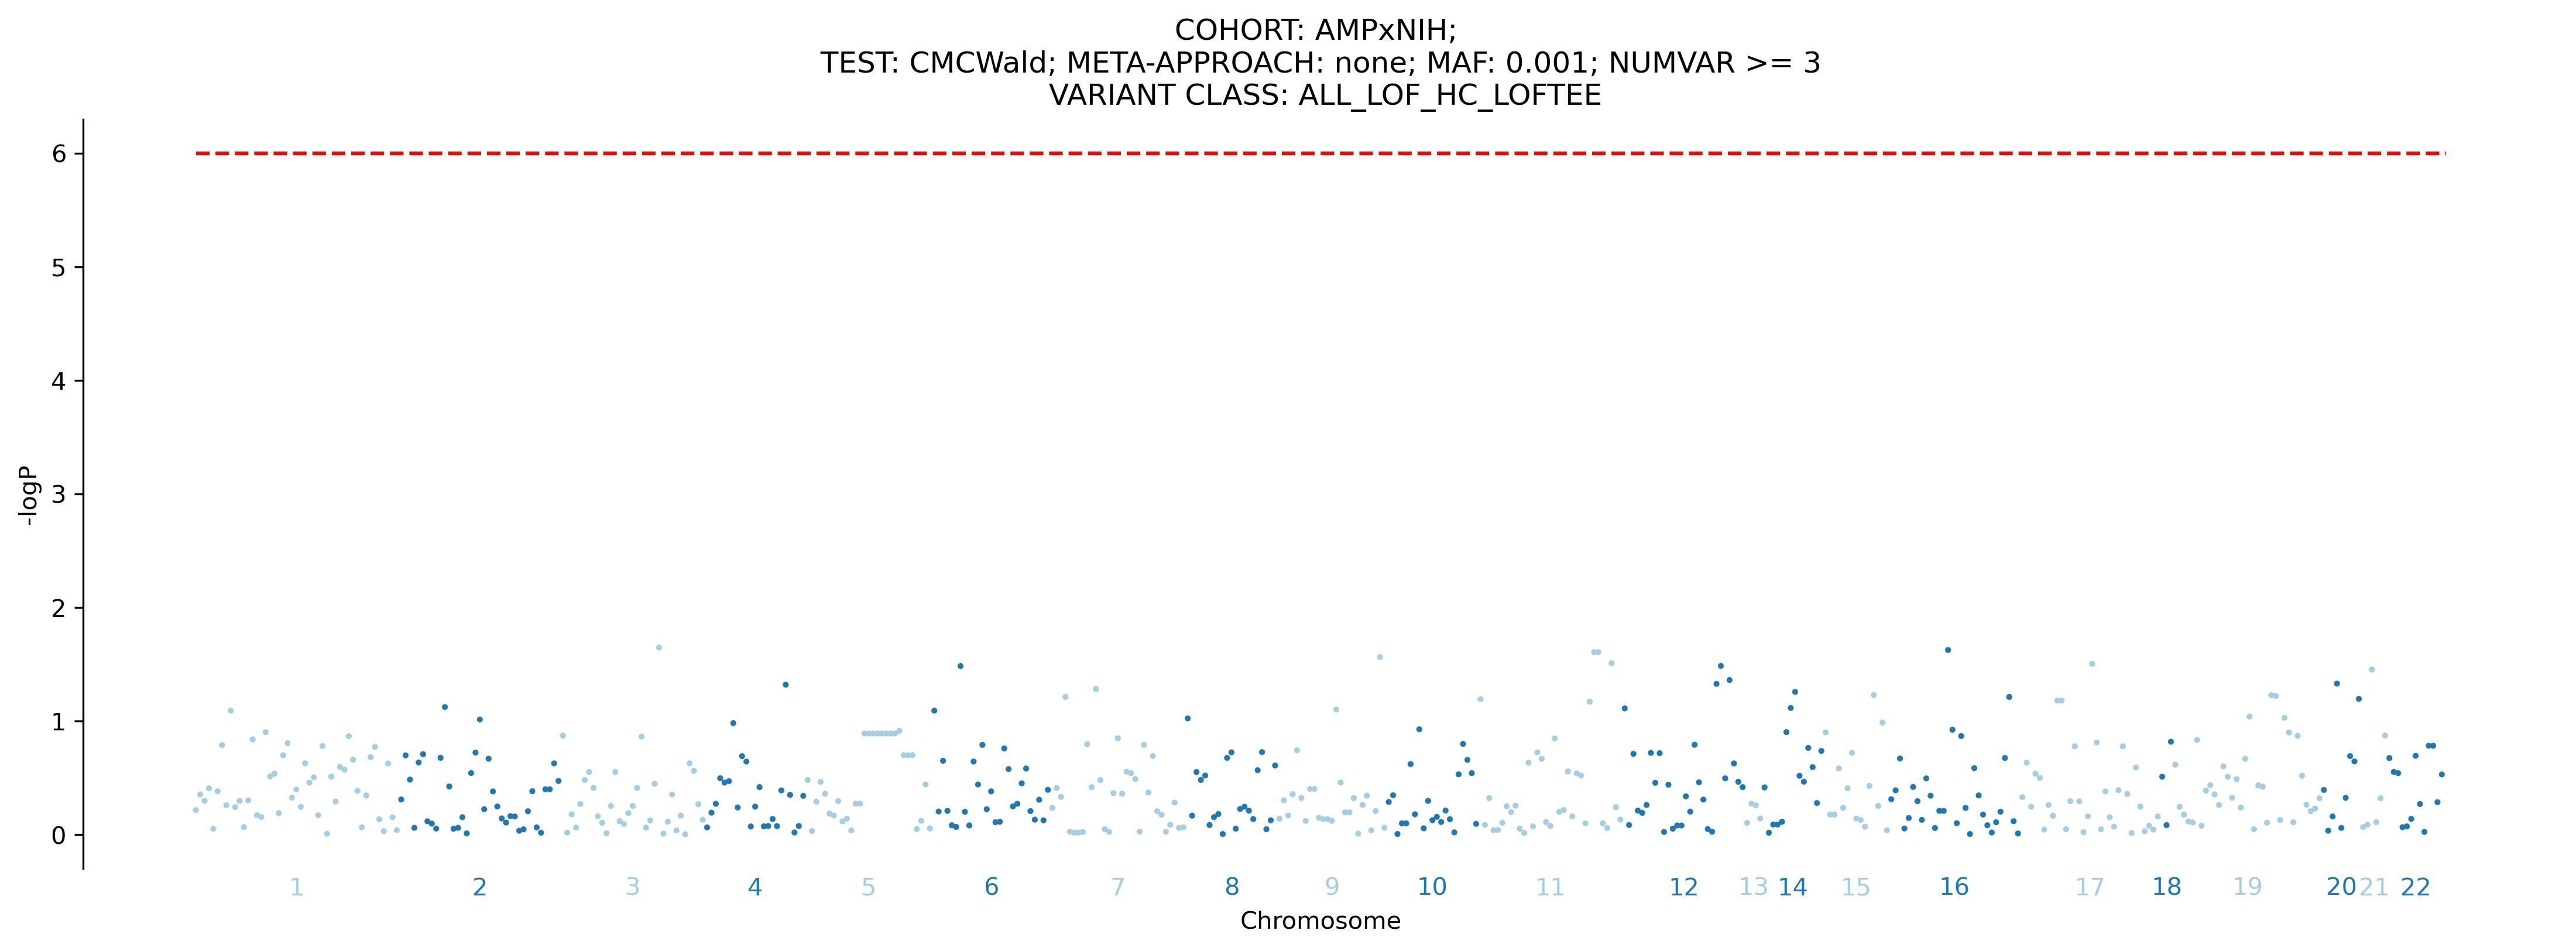 COHORT: AMPxNIH;
TEST: CMCWald; META-APPROACH: none; MAF: 0.001; NUMVAR >= 3
VARIANT CLASS: ALL_LOF_HC_LOFTEE
6
5
4
3
2
1
0
-logP
1 2 3 4 5 6 7 8 9 10 11 12 13 14 15 16 17 18 19 20 21 22
Chromosome